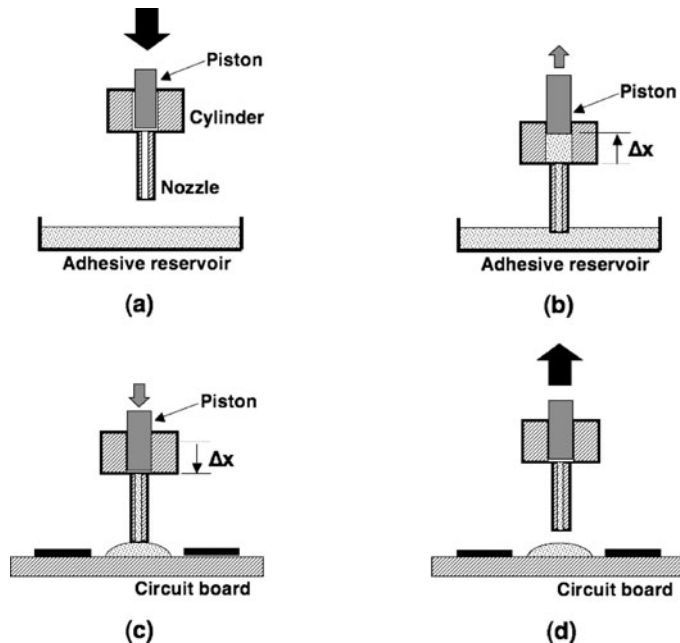 Piston
Cylinder
Nozzle
Adhesive reservoir
(a)
Piston
Δx
Adhesive reservoir
(b)
Piston
Δx
Circuit board
(c)
Circuit board
(d)